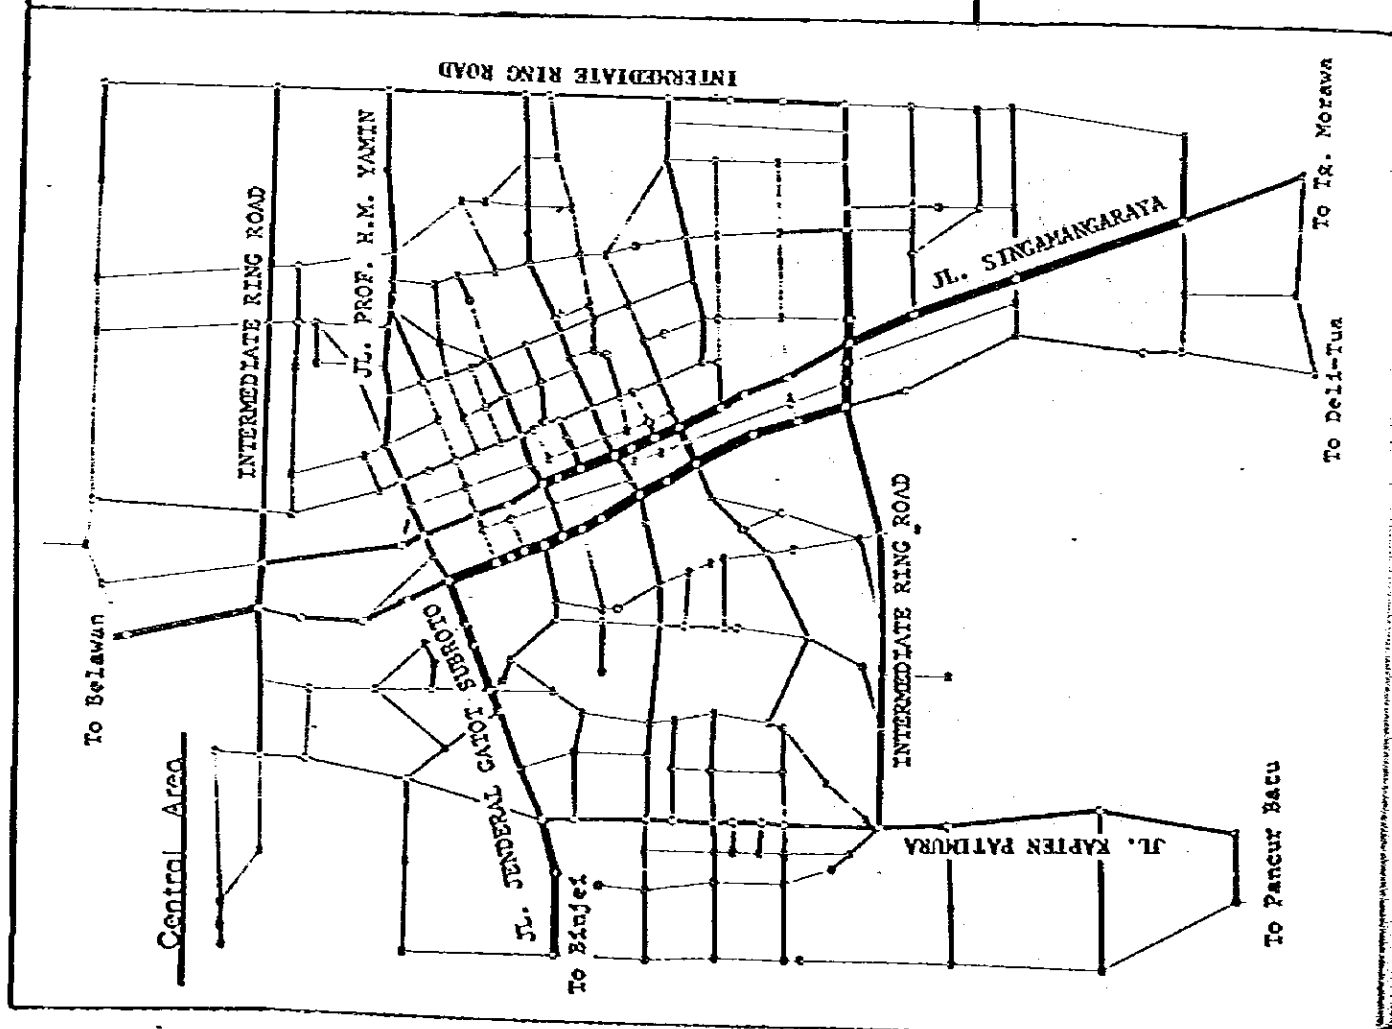 Central Area
To Belawan
INTERMEDIATE RING ROAD
INTERMEDIATE RING ROAD
JL. PROF. H.M. YAMIN
JL. JENDERAL GATOT SUBROTO
To Binjei
INTERMEDIATE RING ROAD
JL. KAPTEN PATIMURA
To Pancur Batu
JL. SINGAMANGARAYA
To Tg. Morawa
To Deli-Tua